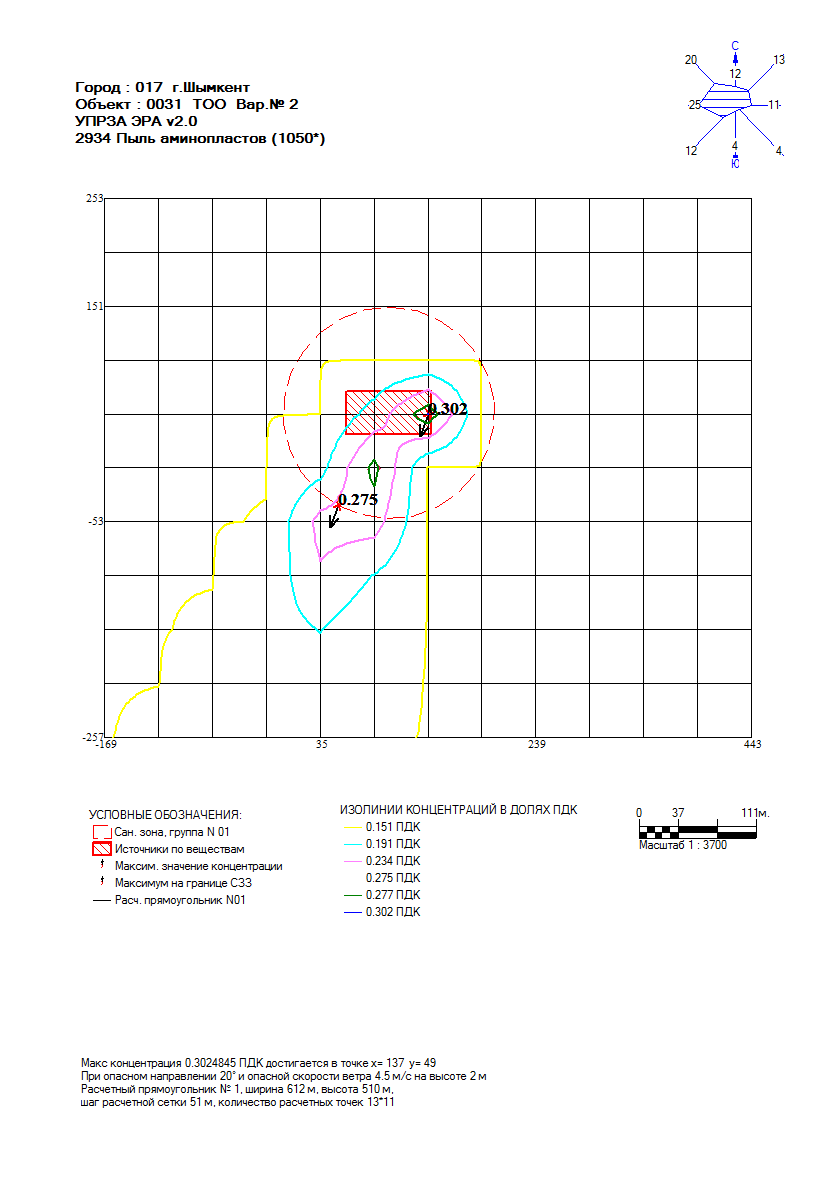 Город : 017 г.Шымкент
Объект : 0031 ТОО Вар.№ 2
УПРЗА ЭРА v2.0
2934 Пыль аминопластов (1050*)
С
20
13
12
25
11
12
4
4
Ю
253
151
0.302
0.275
-53
-257
-169
35
239
443
УСЛОВНЫЕ ОБОЗНАЧЕНИЯ:
Сан. зона, группа N 01
Источники по веществам
Максим. значение концентрации
Максимум на границе СЗЗ
Расч. прямоугольник N01
ИЗОЛИНИИ КОНЦЕНТРАЦИЙ В ДОЛЯХ ПДК
0.151 ПДК
0.191 ПДК
0.234 ПДК
0.275 ПДК
0.277 ПДК
0.302 ПДК
0 37 111м.
Масштаб 1 : 3700
Макс концентрация 0.3024845 ПДК достигается в точке x= 137 y= 49
При опасном направлении 20° и опасной скорости ветра 4.5 м/с на высоте 2 м
Расчетный прямоугольник № 1, ширина 612 м, высота 510 м,
шаг расчетной сетки 51 м, количество расчетных точек 13*11